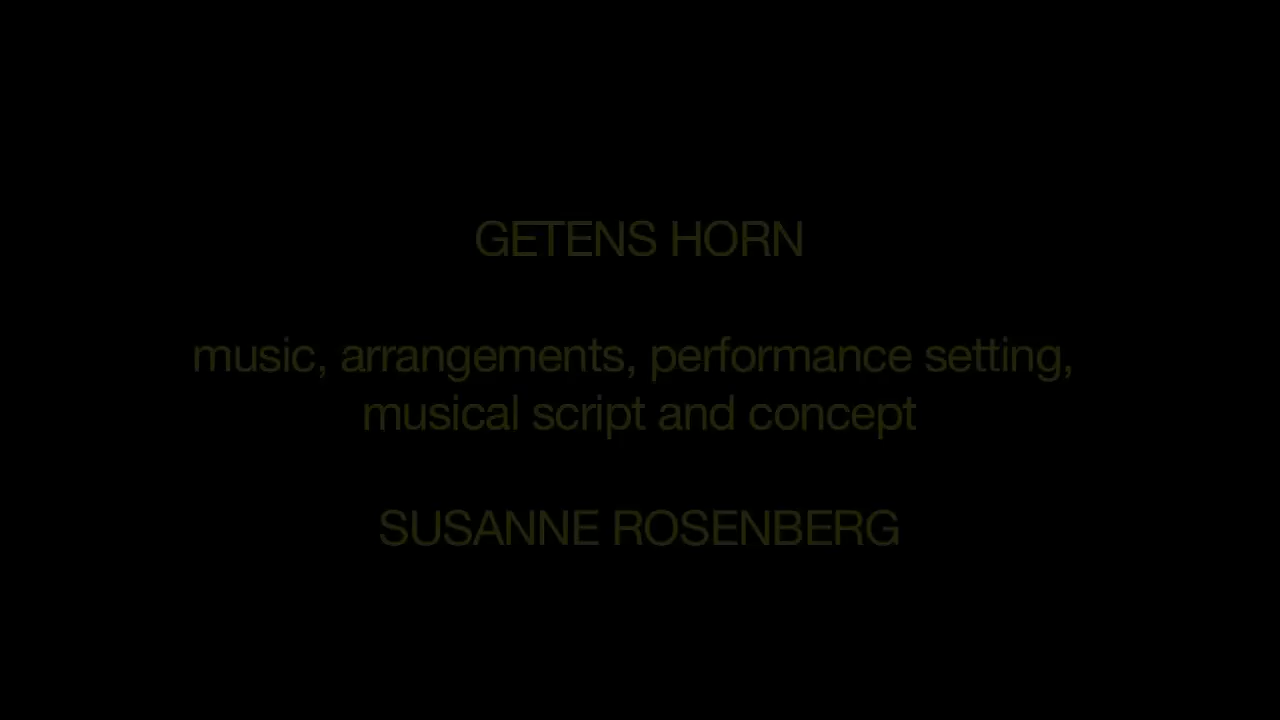 GETENS HORN
music, arrangements, performance setting,
musical script and concept
SUSANNE ROSENBERG